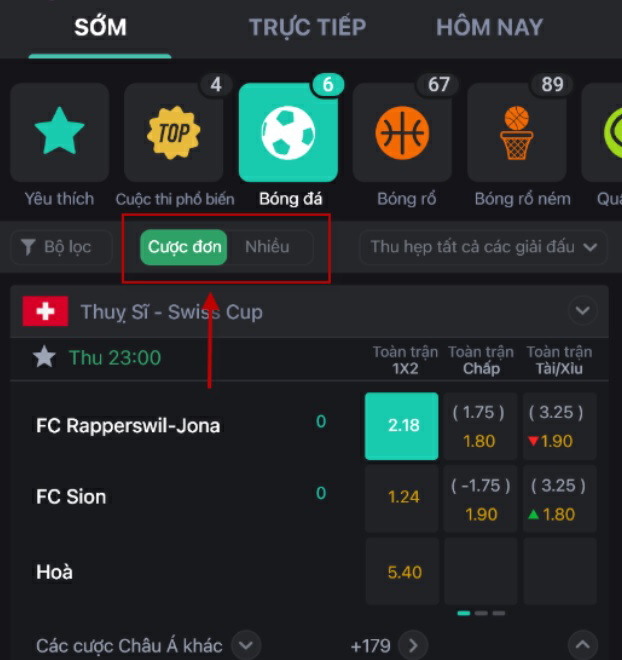 SỚM TRỰC TIẾP HÔM NAY
4 6 67 89
TOP
Yêu thích Cuộc thi phổ biến Bóng đá Bóng rổ Bóng rổ ném Quầ
Bộ lọc Cược đơn Nhiều Thu hẹp tất cả các giải đấu
Thuỵ Sĩ - Swiss Cup
Thu 23:00 Toàn trận Toàn trận Toàn trận
1X2 Chấp Tài/Xỉu
FC Rapperswil-Jona 0 2.18 ( 1.75 ) 1.80 ( 3.25 ) ▼1.90
FC Sion 0 1.24 ( -1.75 ) 1.90 ( 3.25 ) ▲1.80
Hoà 5.40
Các cược Châu Á khác +179